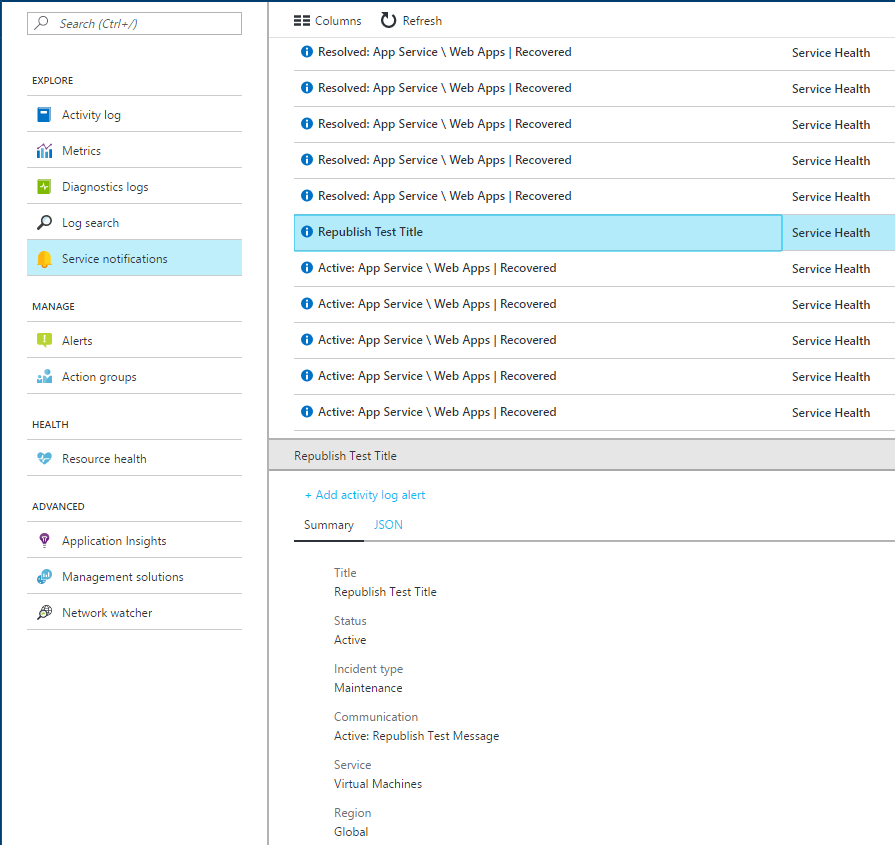 Search (Ctrl+/)
EXPLORE
Activity log
Metrics
Diagnostics logs
Log search
Service notifications
MANAGE
Alerts
Action groups
HEALTH
Resource health
ADVANCED
Application Insights
Management solutions
Network watcher
Columns Refresh
Resolved: App Service \ Web Apps | Recovered Service Health
Resolved: App Service \ Web Apps | Recovered Service Health
Resolved: App Service \ Web Apps | Recovered Service Health
Resolved: App Service \ Web Apps | Recovered Service Health
Resolved: App Service \ Web Apps | Recovered Service Health
Republish Test Title Service Health
Active: App Service \ Web Apps | Recovered Service Health
Active: App Service \ Web Apps | Recovered Service Health
Active: App Service \ Web Apps | Recovered Service Health
Active: App Service \ Web Apps | Recovered Service Health
Active: App Service \ Web Apps | Recovered Service Health
Republish Test Title
+ Add activity log alert
Summary JSON
Title
Republish Test Title
Status
Active
Incident type
Maintenance
Communication
Active: Republish Test Message
Service
Virtual Machines
Region
Global